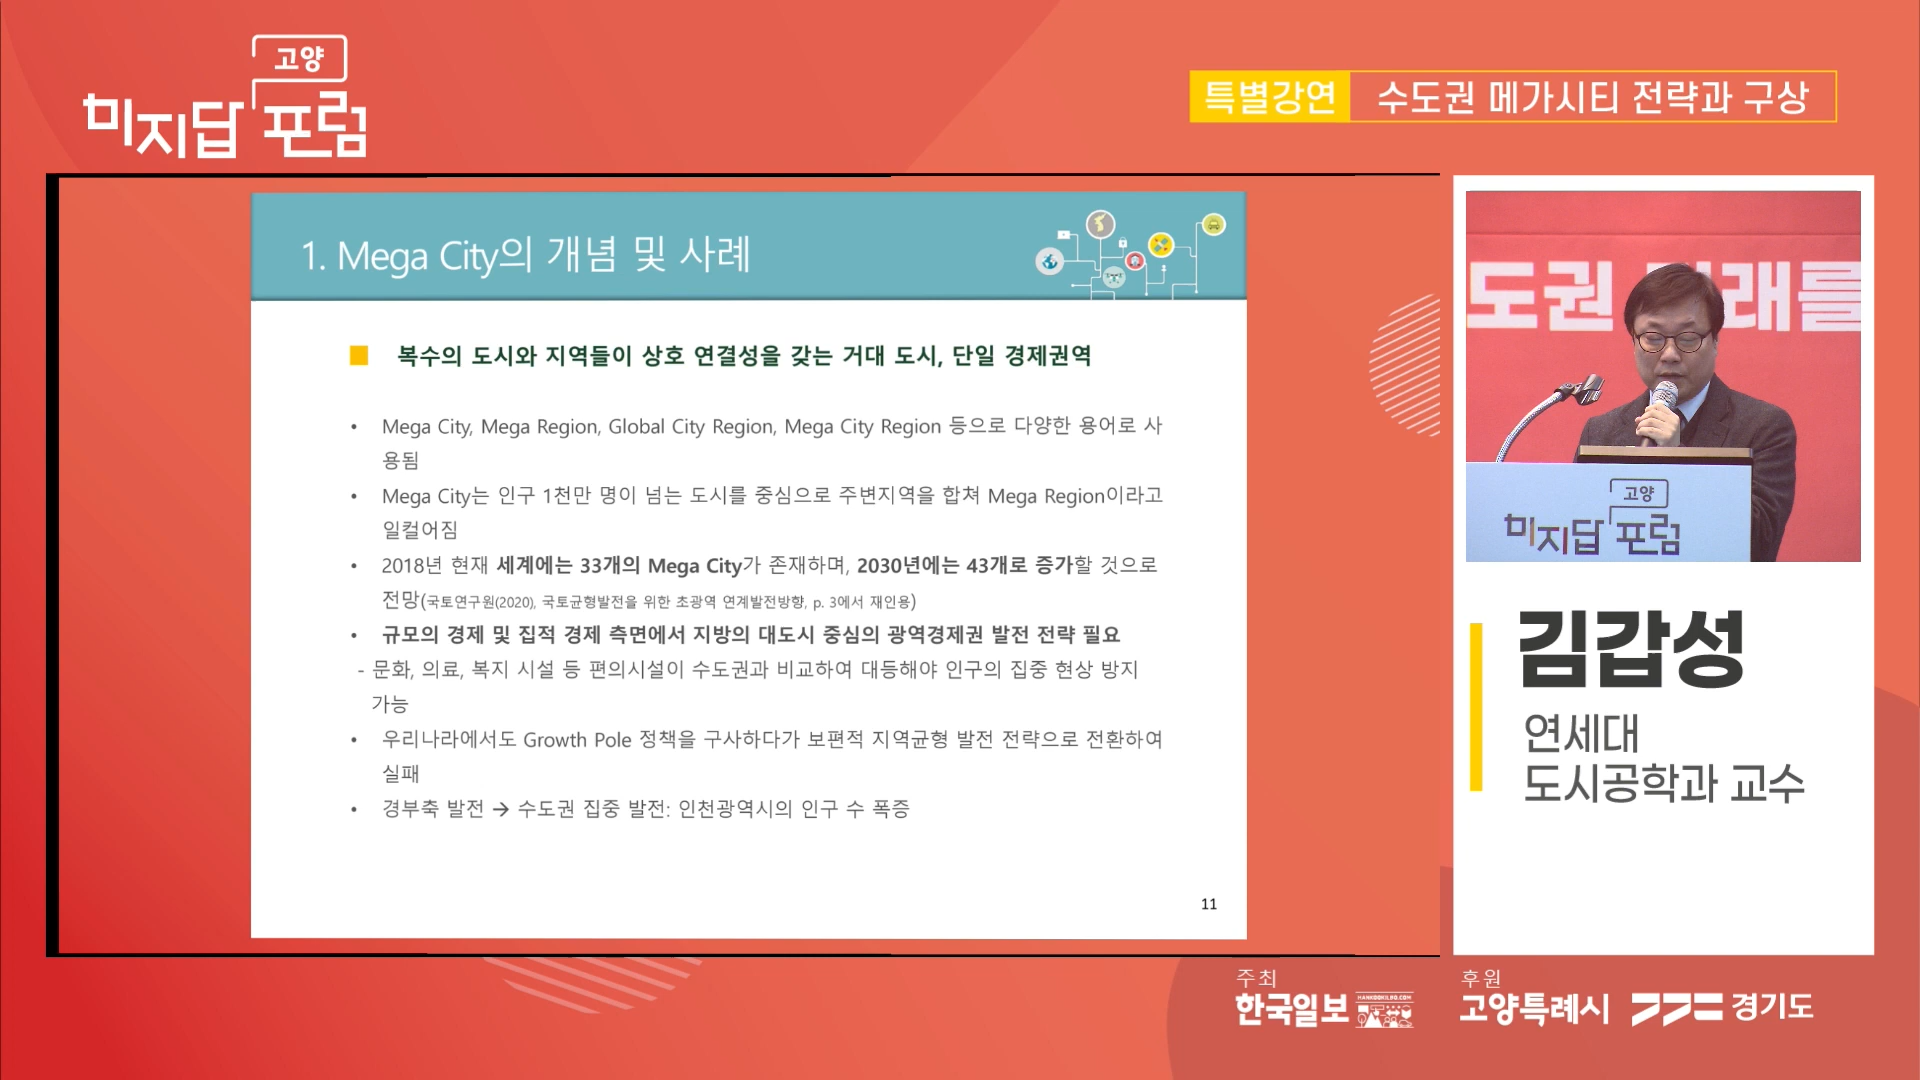 고양
미지답 포럼
특별강연 수도권 메가시티 전략과 구상
1. Mega City의 개념 및 사례
복수의 도시와 지역들이 상호 연결성을 갖는 거대 도시, 단일 경제권역
• Mega City, Mega Region, Global City Region, Mega City Region 등으로 다양한 용어로 사
용됨
• Mega City는 인구 1천만 명이 넘는 도시를 중심으로 주변지역을 합쳐 Mega Region이라고
일컬어짐
• 2018년 현재 세계에는 33개의 Mega City가 존재하며, 2030년에는 43개로 증가할 것으로
전망(국토연구원(2020), 국토균형발전을 위한 초광역 연계발전방향, p. 3에서 재인용)
• 규모의 경제 및 집적 경제 측면에서 지방의 대도시 중심의 광역경제권 발전 전략 필요
- 문화, 의료, 복지 시설 등 편의시설이 수도권과 비교하여 대등해야 인구의 집중 현상 방지
가능
• 우리나라에서도 Growth Pole 정책을 구사하다가 보편적 지역균형 발전 전략으로 전환하여
실패
• 경부축 발전 → 수도권 집중 발전: 인천광역시의 인구 수 폭증
11
도권 래를
고양
미지답 포럼
김갑성
연세대
도시공학과 교수
주최
한국일보
HANKOOKILBO.COM
후원
고양특례시 경기도